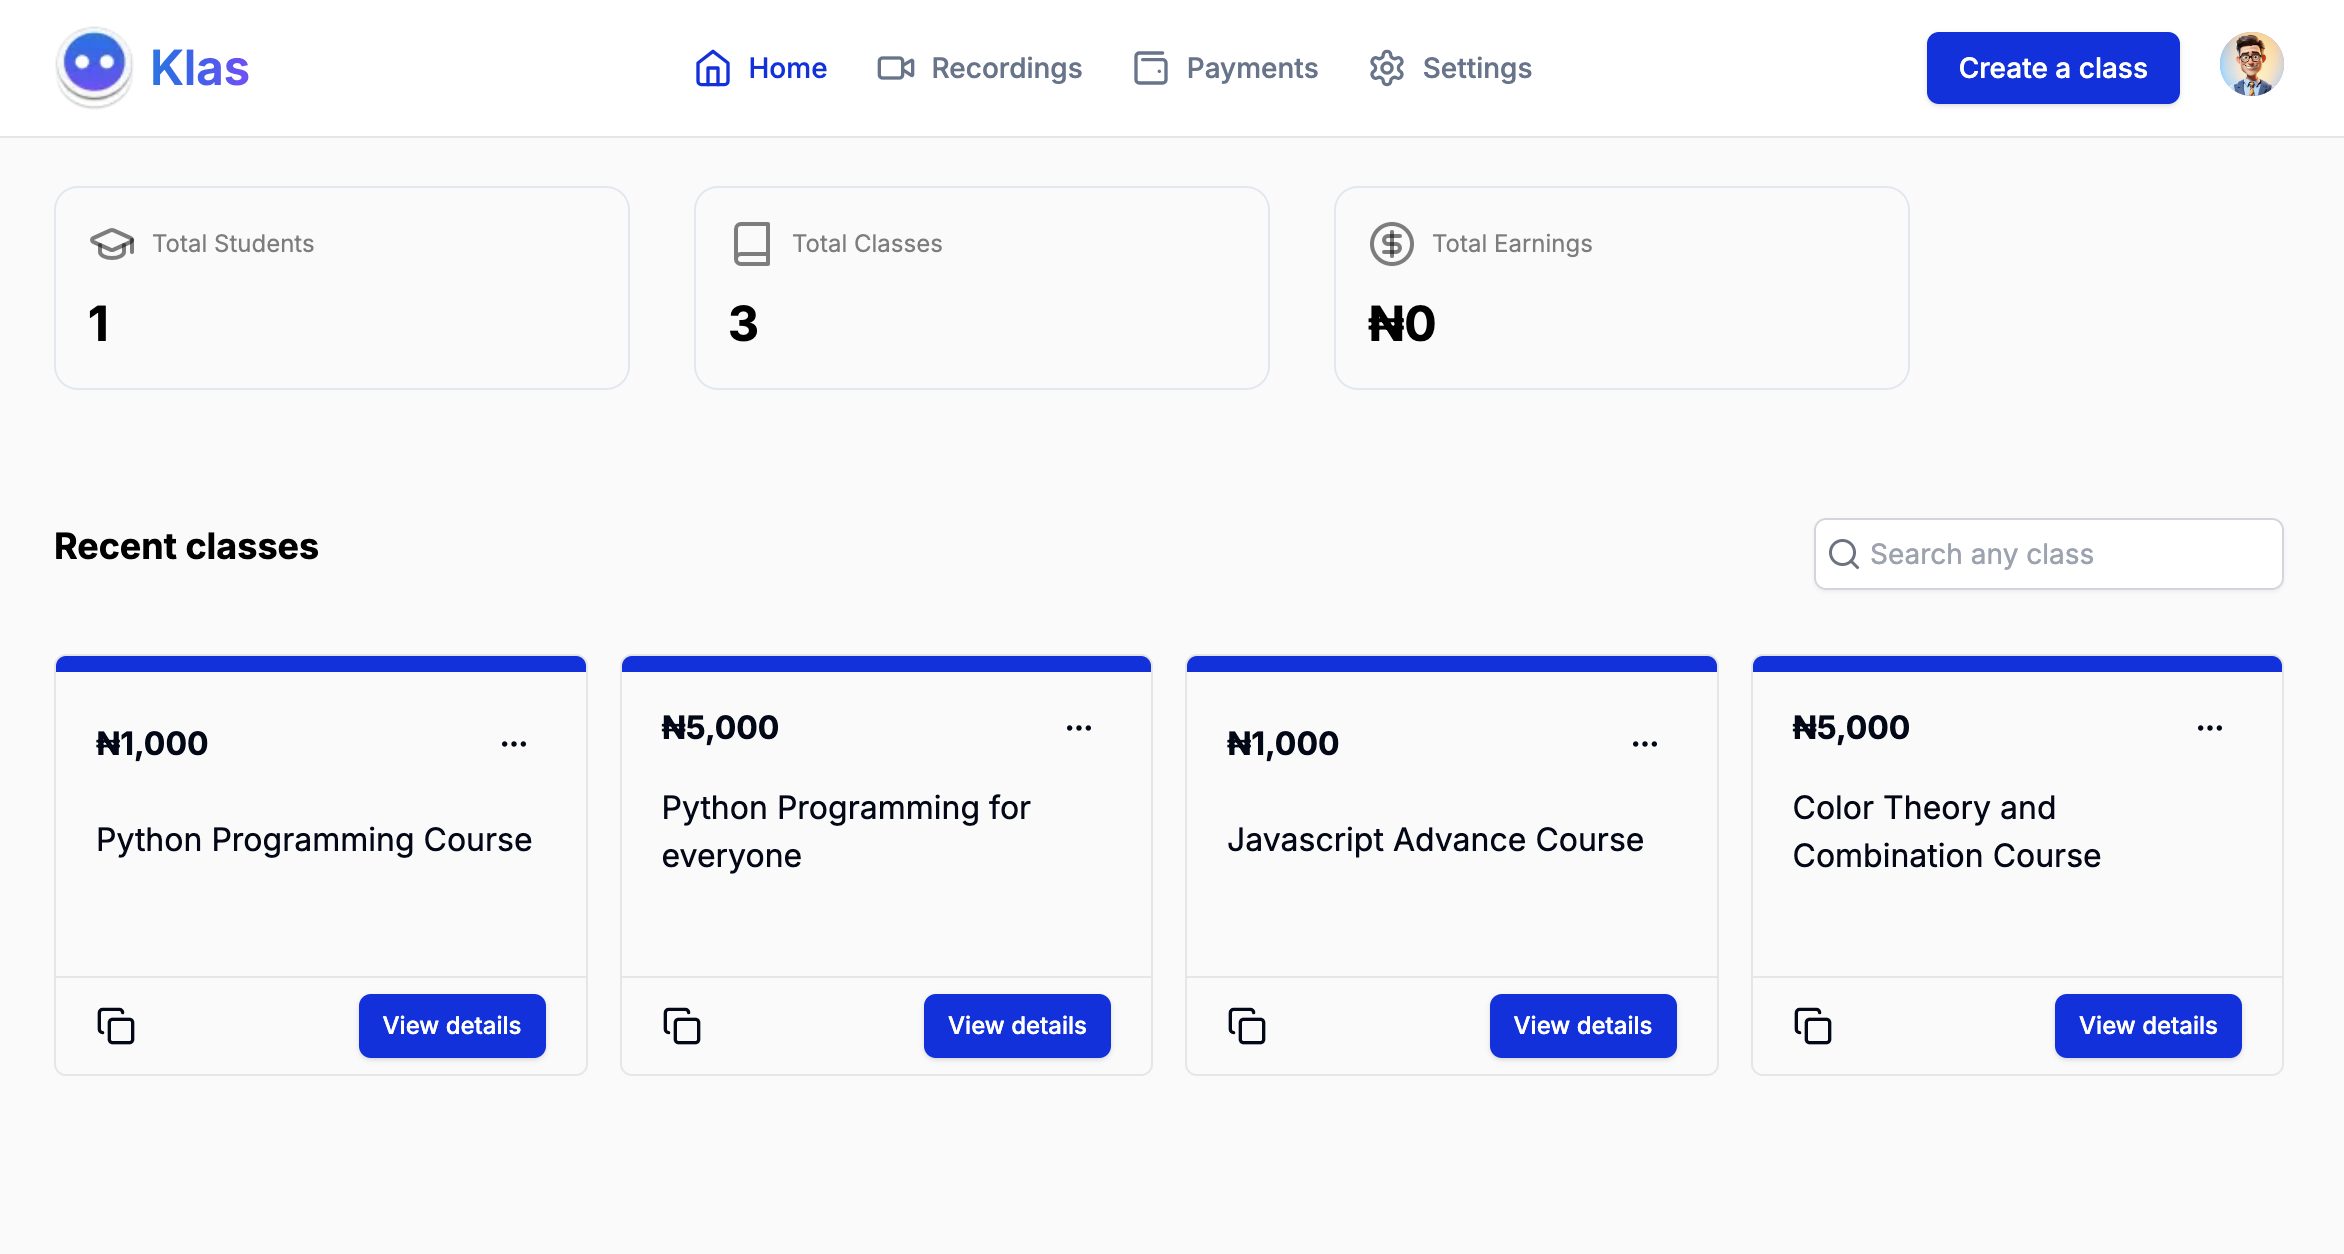 Klas
Home
Recordings
Payments
Settings
Create a class
Total Students
1
Total Classes
3
Total Earnings
₦0
Recent classes
Search any class
₦1,000
Python Programming Course
View details
₦5,000
Python Programming for
everyone
View details
₦1,000
Javascript Advance Course
View details
₦5,000
Color Theory and
Combination Course
View details